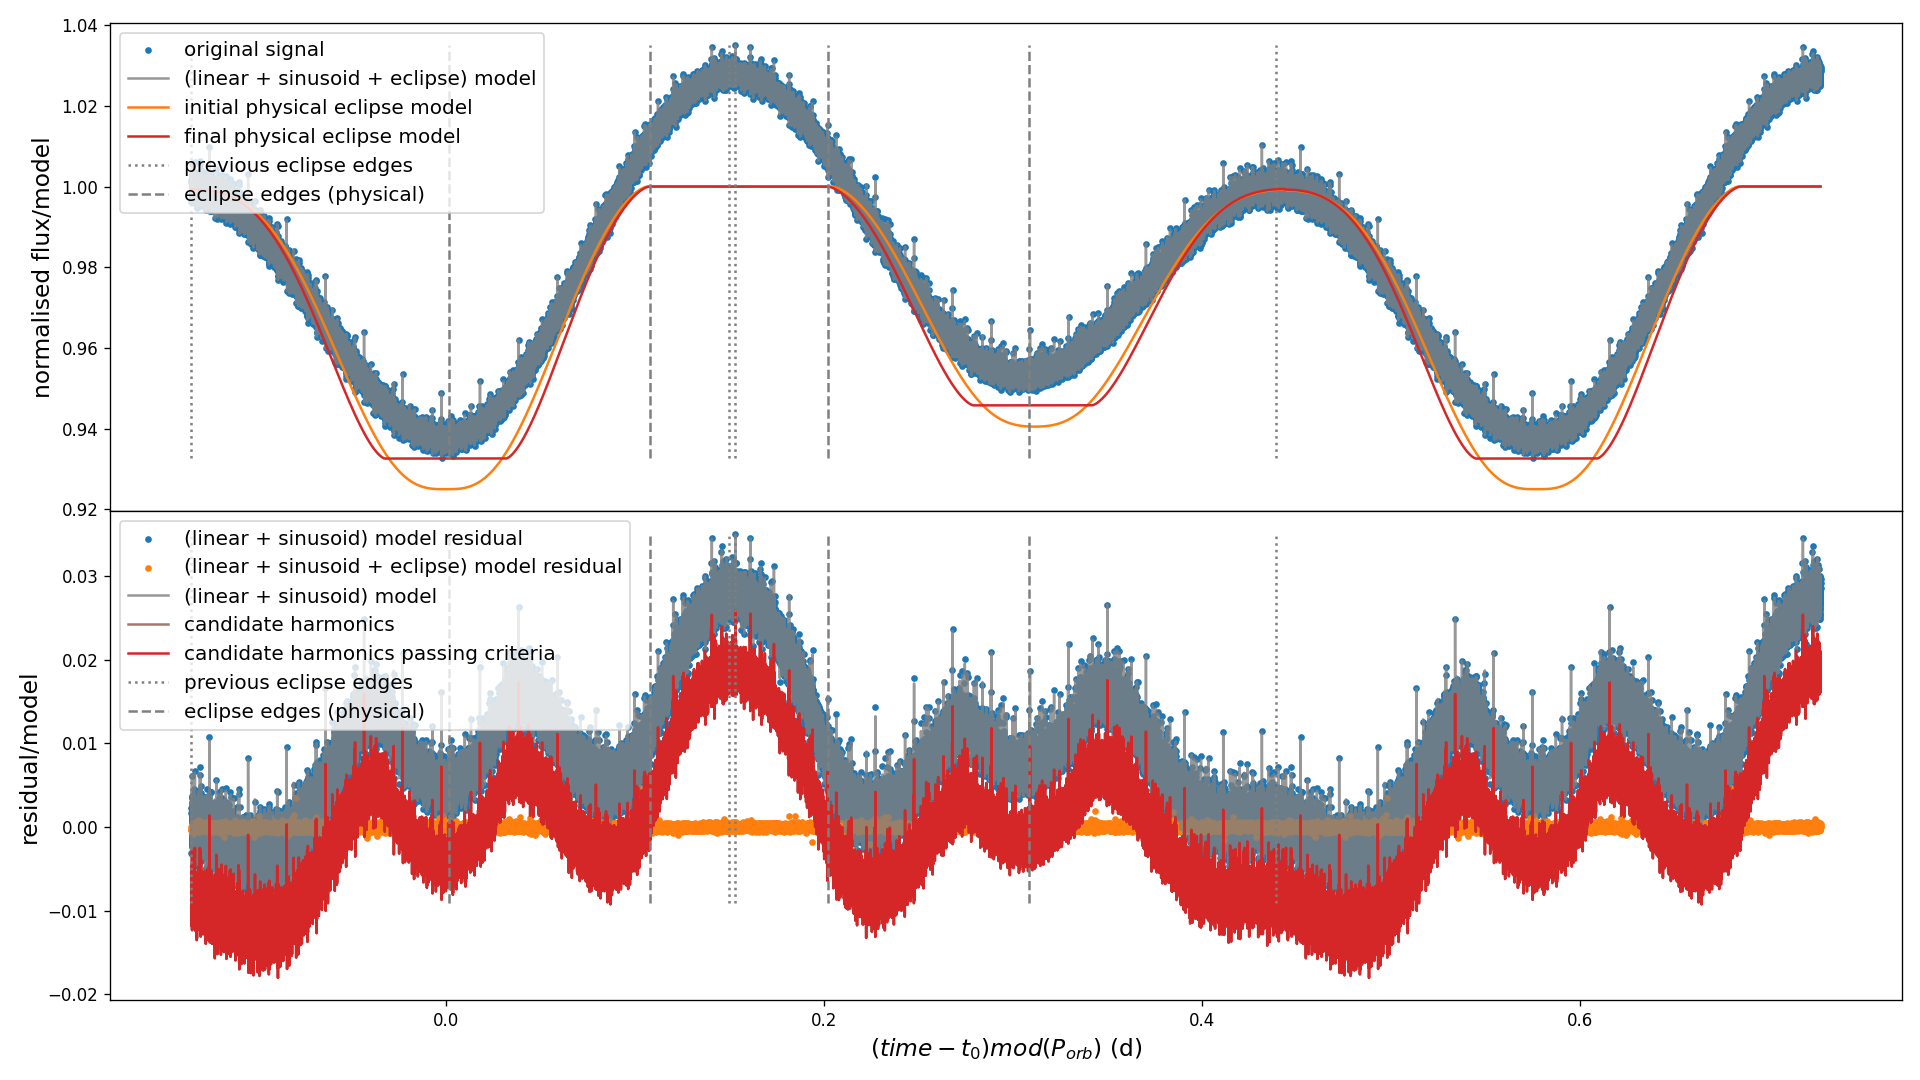 1.04
1.02
1.00
0.98
0.96
0.94
0.92
normalised flux/model
original signal
(linear + sinusoid + eclipse) model
initial physical eclipse model
final physical eclipse model
previous eclipse edges
eclipse edges (physical)
0.03
0.02
0.01
0.00
−0.01
−0.02
residual/model
(linear + sinusoid) model residual
(linear + sinusoid + eclipse) model residual
(linear + sinusoid) model
candidate harmonics
candidate harmonics passing criteria
previous eclipse edges
eclipse edges (physical)
0.0 0.2 0.4 0.6
(time − t₀)mod(P_orb) (d)